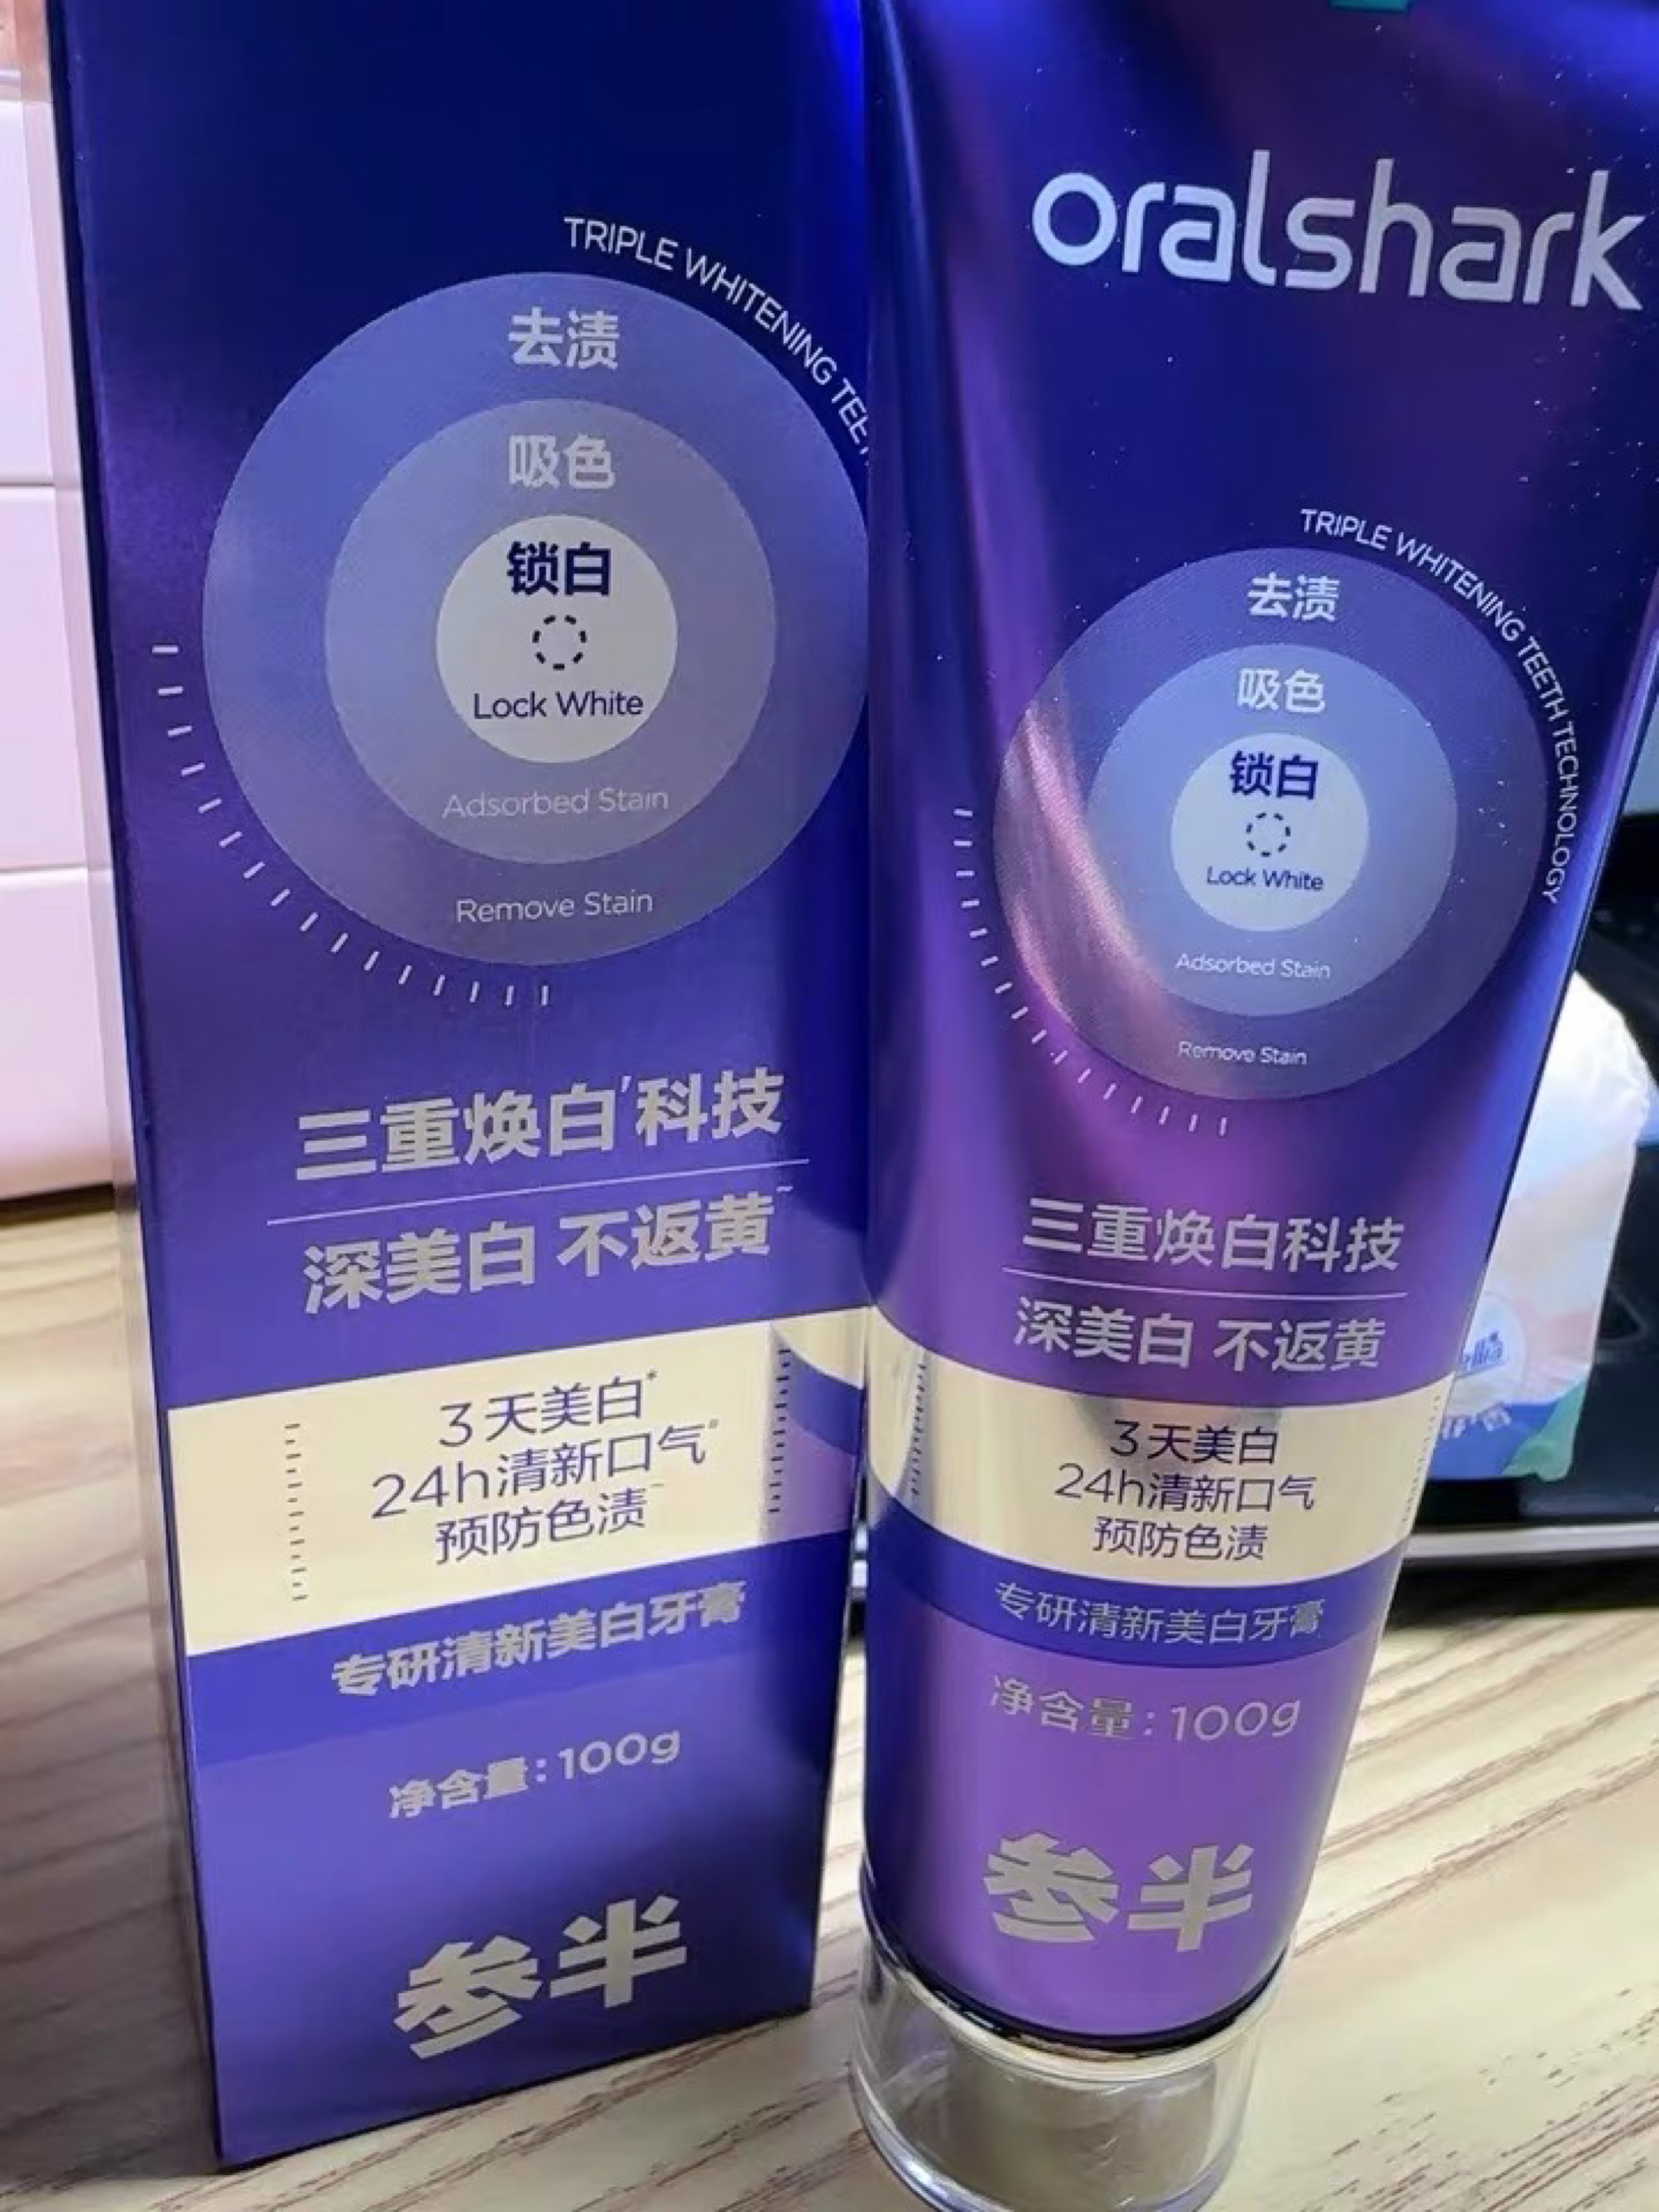 TRIPLE WHITENING TEE
去渍
吸色
锁白
Lock White
Adsorbed Stain
Remove Stain
三重焕白'科技
深美白 不返黄~
3天美白*
24h清新口气#
预防色渍~
专研清新美白牙膏
净含量:100g
参半
oralshark
TRIPLE WHITENING TEETH TECHNOLOGY
去渍
吸色
锁白
Lock White
Adsorbed Stain
Remove Stain
三重焕白科技
深美白 不返黄
3天美白
24h清新口气
预防色渍
专研清新美白牙膏
净含量:100g
参半